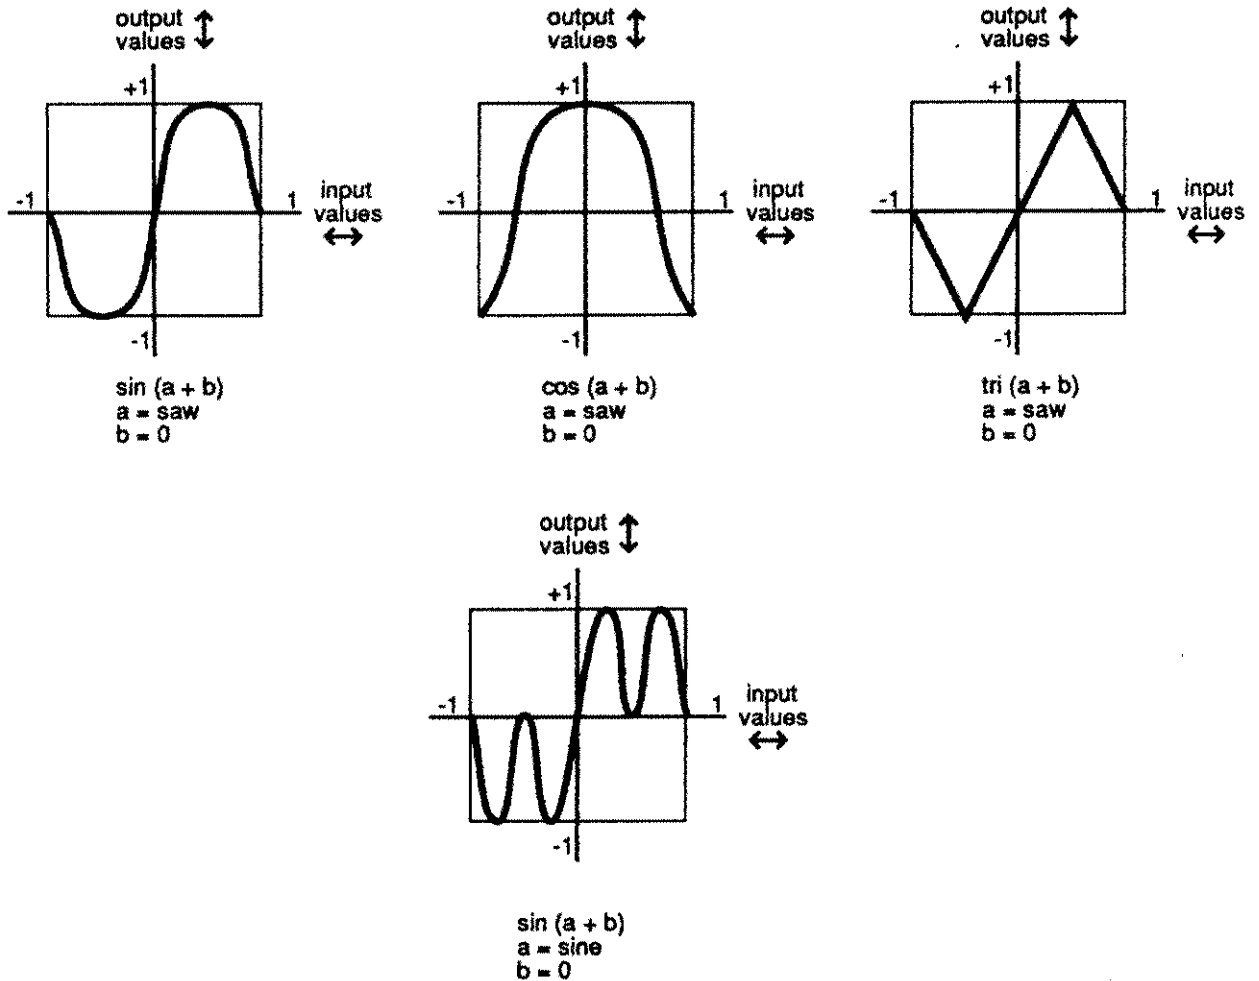 output
values
+1
-1
1
input
values
-1
sin (a + b)
a = saw
b = 0
output
values
+1
-1
1
input
values
-1
cos (a + b)
a = saw
b = 0
output
values
+1
-1
1
input
values
-1
tri (a + b)
a = saw
b = 0
output
values
+1
-1
1
input
values
-1
sin (a + b)
a = sine
b = 0